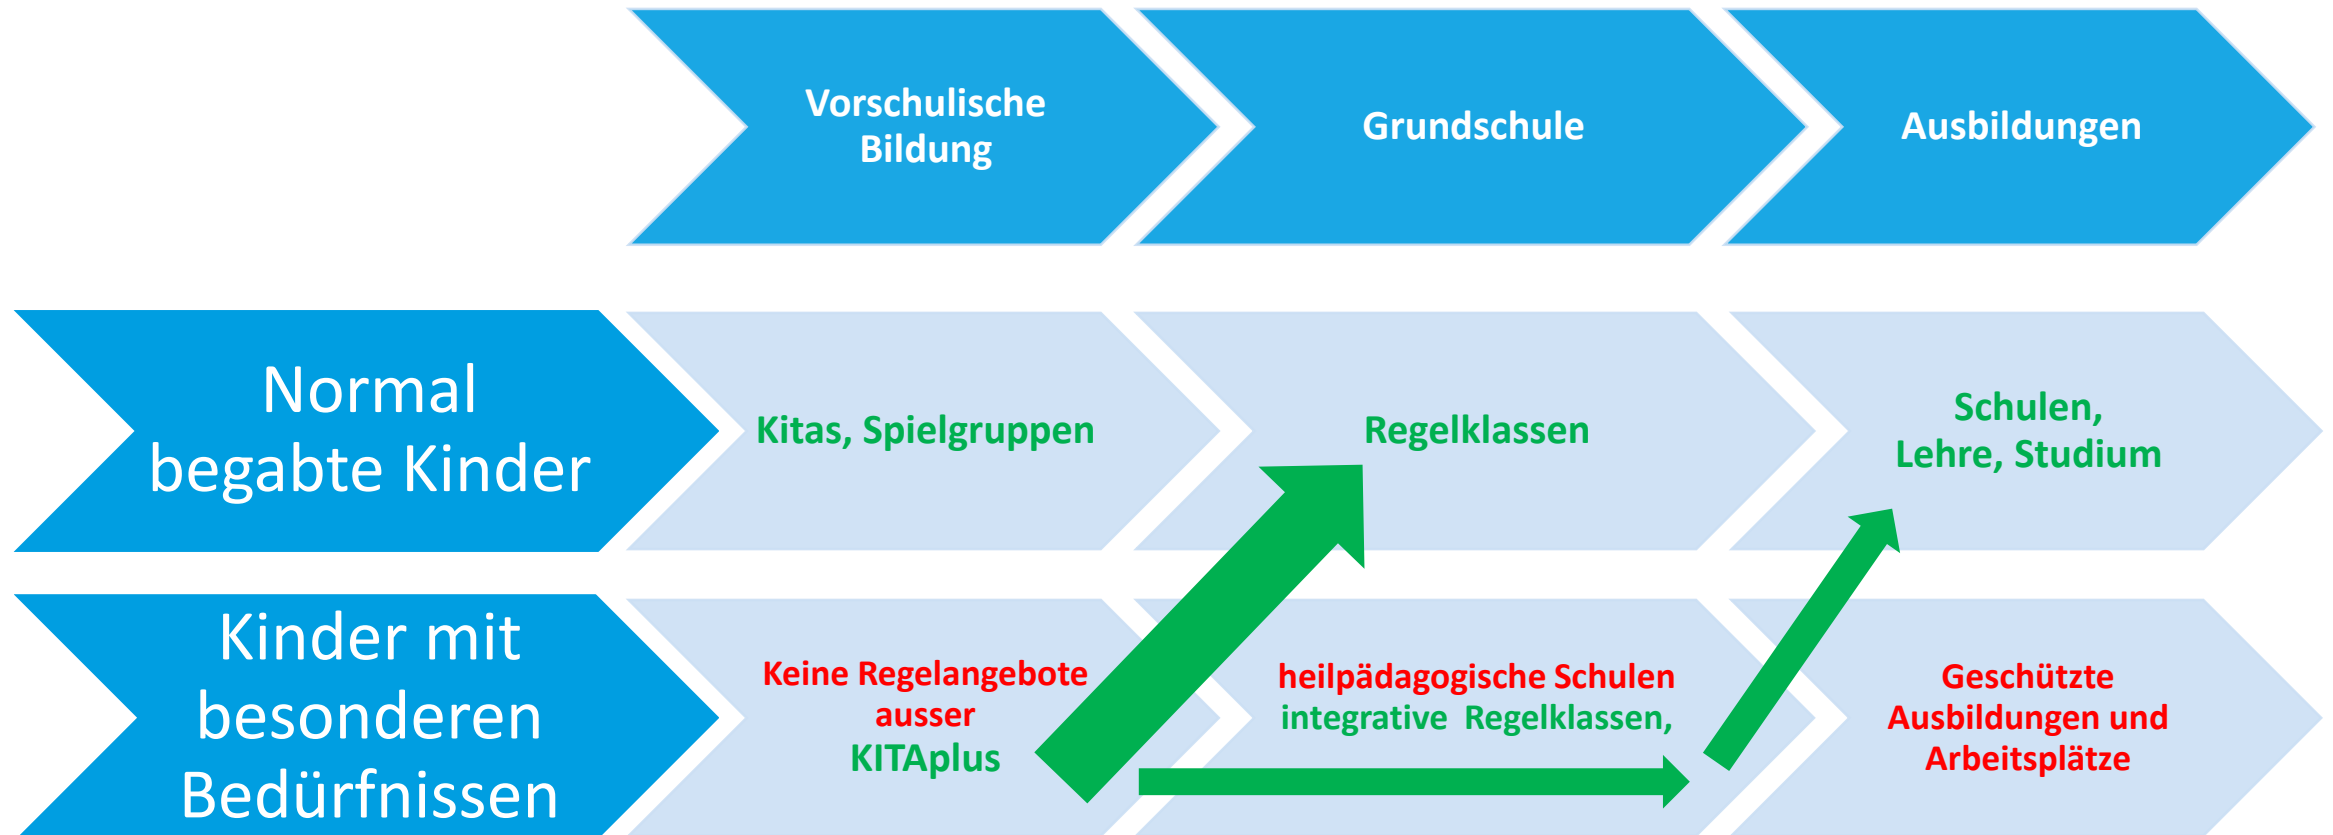 Vorschulische
Bildung
Grundschule
Ausbildungen
Normal
begabte Kinder
Kitas, Spielgruppen
Regelklassen
Schulen,
Lehre, Studium
Kinder mit
besonderen
Bedürfnissen
Keine Regelangebote
ausser
KITAplus
heilpädagogische Schulen
integrative  Regelklassen,
Geschützte
Ausbildungen und
Arbeitsplätze